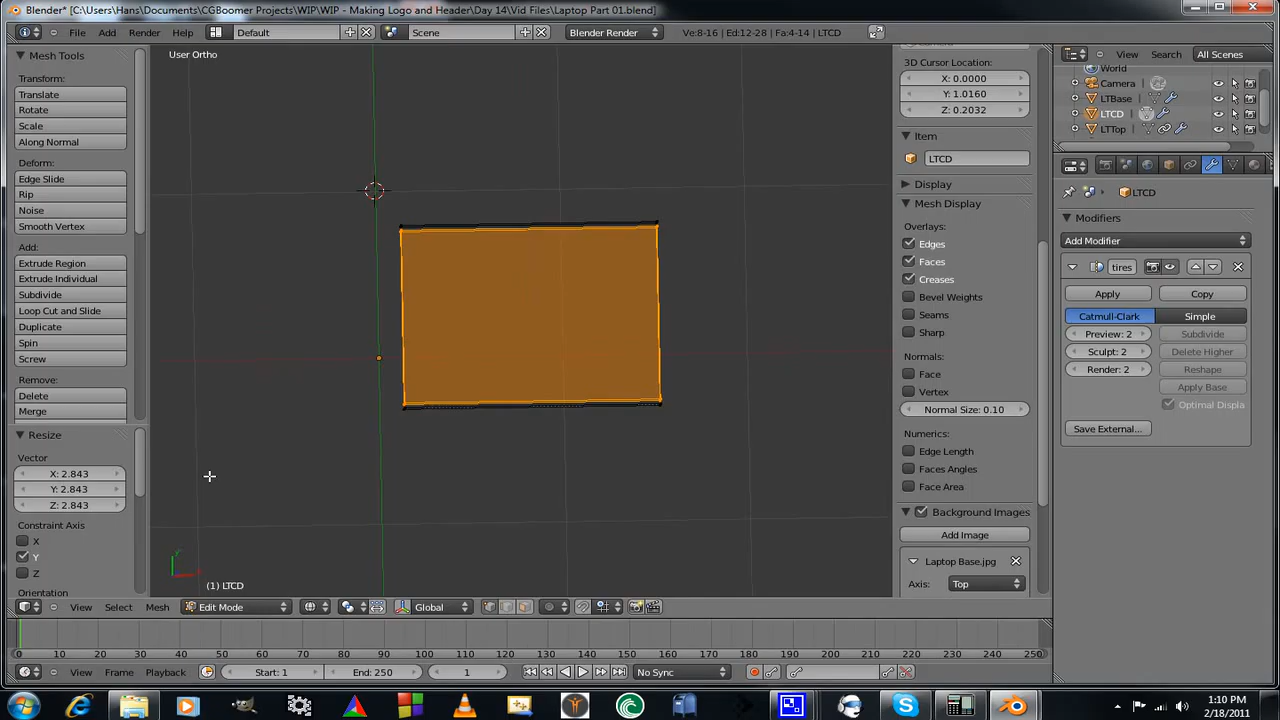 Blender* [C:\Users\Hans\Documents\CGBoomer Projects\WIP\WIP - Making Logo and Header\Day 14\Vid Files\Laptop Part 01.blend]
File Add Render Help Default Scene Blender Render Ve:8-16 | Ed:12-28 | Fa:4-14 | LTCD
View Search All Scenes
Mesh Tools
Transform:
Translate
Rotate
Scale
Along Normal
Deform:
Edge Slide
Rip
Noise
Smooth Vertex
Add:
Extrude Region
Extrude Individual
Subdivide
Loop Cut and Slide
Duplicate
Spin
Screw
Remove:
Delete
Merge
Resize
Vector
X: 2.843
Y: 2.843
Z: 2.843
Constraint Axis
X
Y
Z
Orientation
User Ortho
(1) LTCD
3D Cursor Location:
X: 0.0000
Y: 1.0160
Z: 0.2032
Item
LTCD
Display
Mesh Display
Overlays:
Edges
Faces
Creases
Bevel Weights
Seams
Sharp
Normals:
Face
Vertex
Normal Size: 0.10
Numerics:
Edge Length
Faces Angles
Face Area
Background Images
Add Image
Laptop Base.jpg
Axis: Top
World
Camera
LTBase
LTCD
LTTop
LTCD
Modifiers
Add Modifier
tires
Apply Copy
Catmull-Clark Simple
Preview: 2 Subdivide
Sculpt: 2 Delete Higher
Render: 2 Reshape
Apply Base
Optimal Displa
Save External...
View Select Mesh Edit Mode Global
0 10 20 30 40 50 60 70 80 90 100 110 120 130 140 150 160 170 180 190 200 210 220 230 240 250
View Frame Playback Start: 1 End: 250 1 No Sync
1:10 PM
2/18/2011